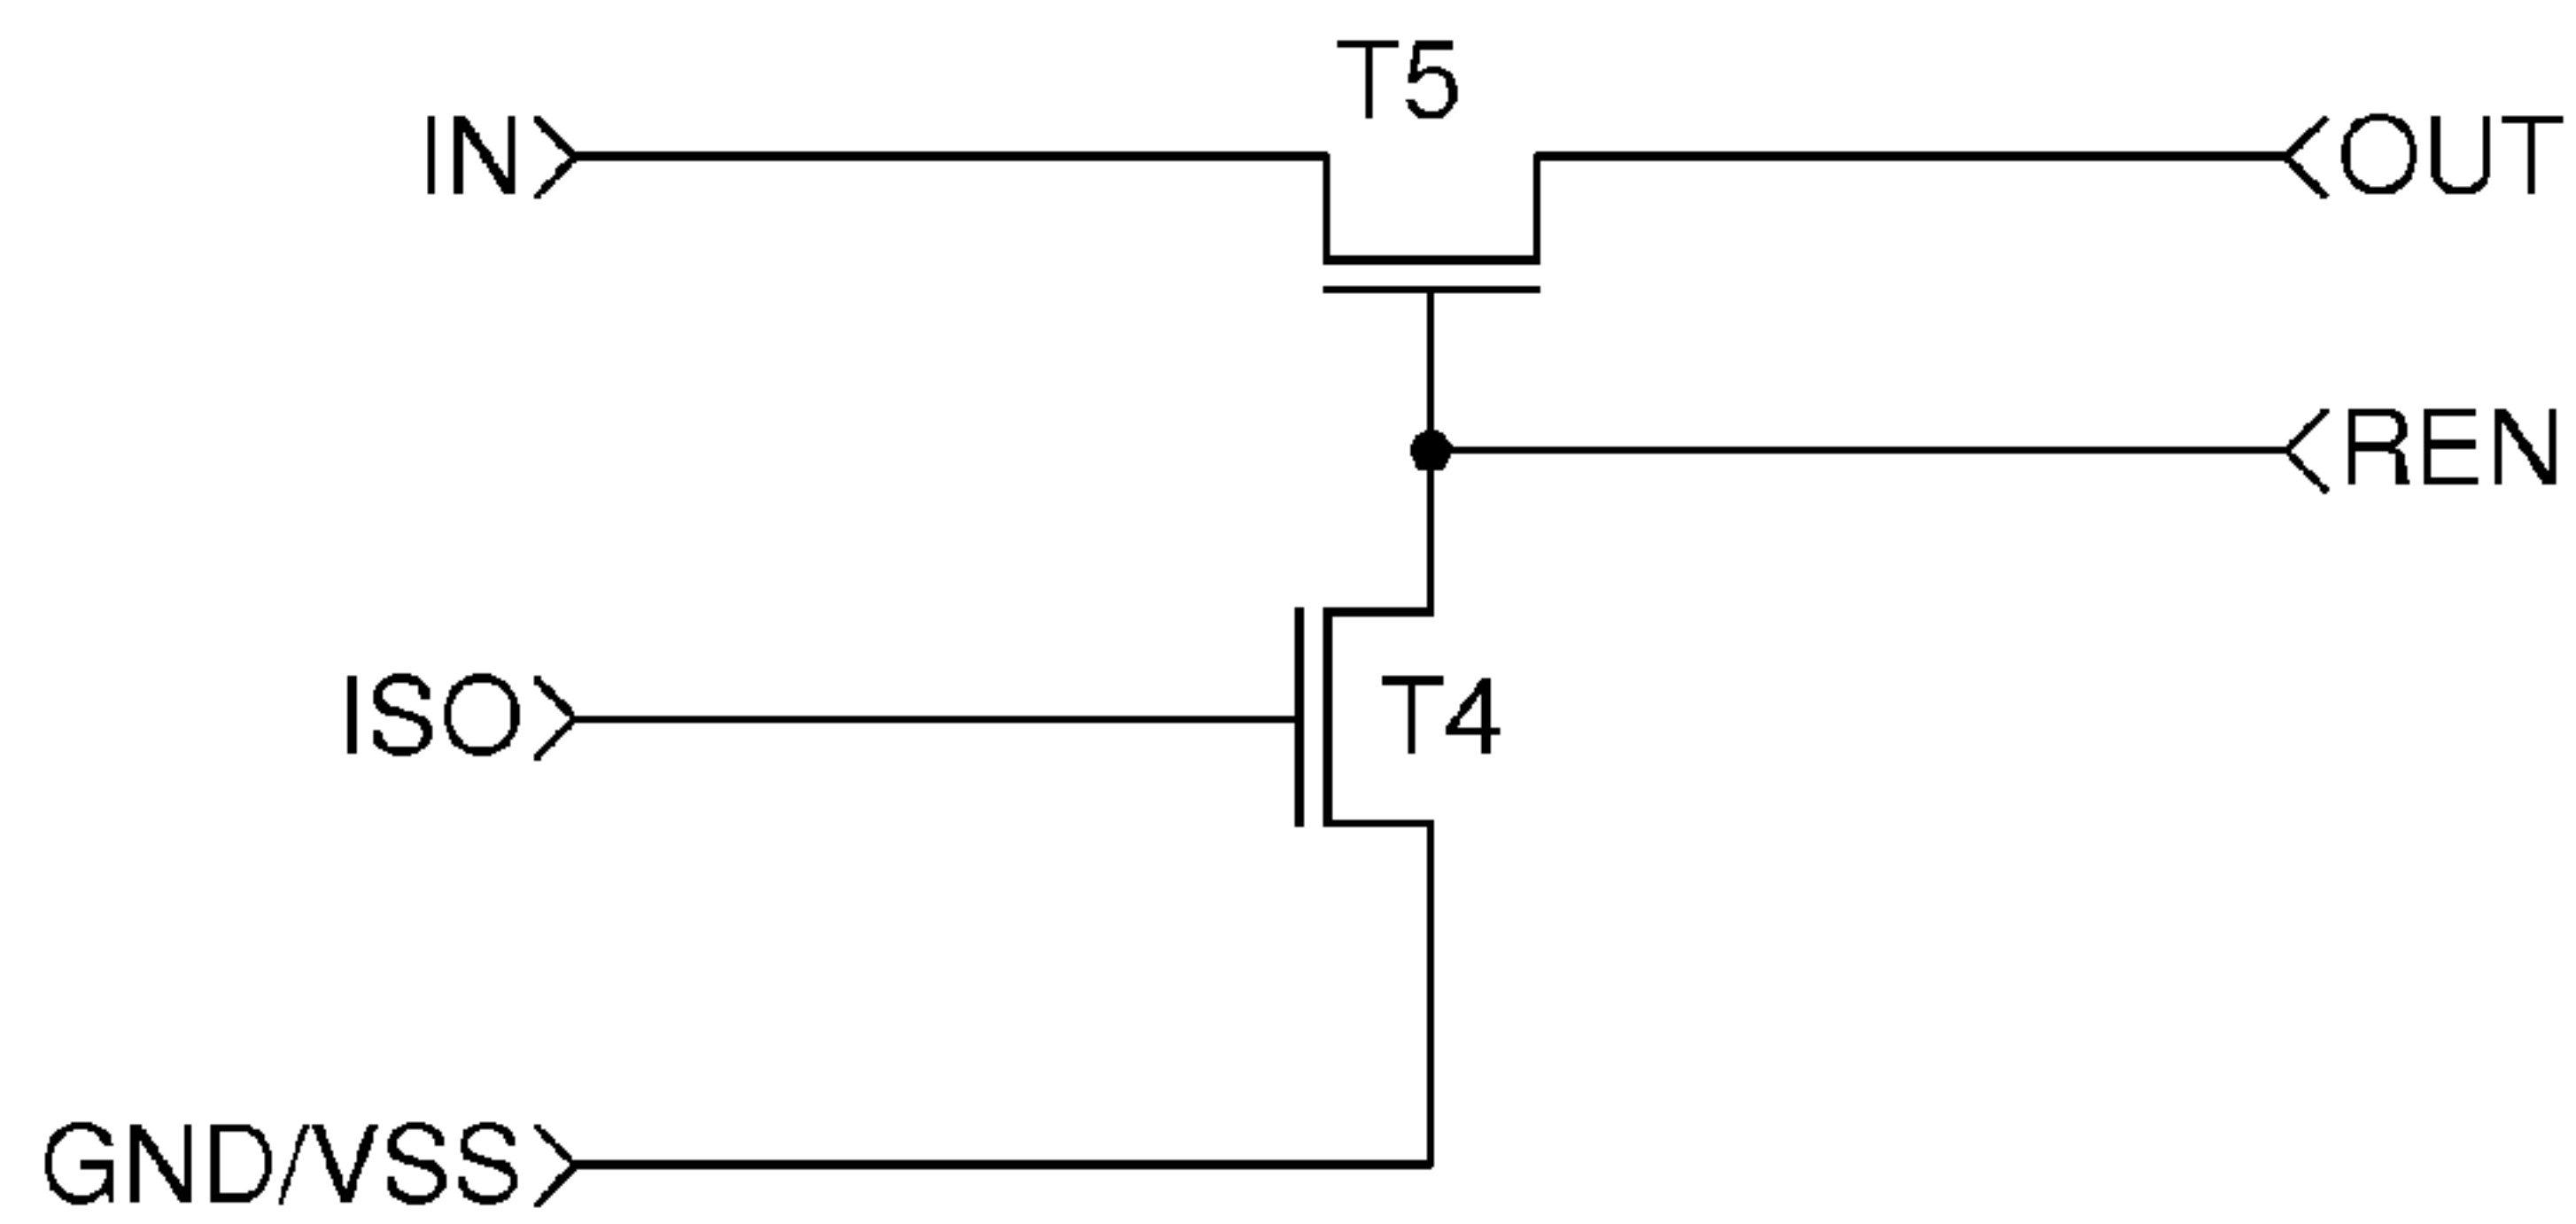 T5
IN
OUT
REN
ISO
T4
GND/VSS